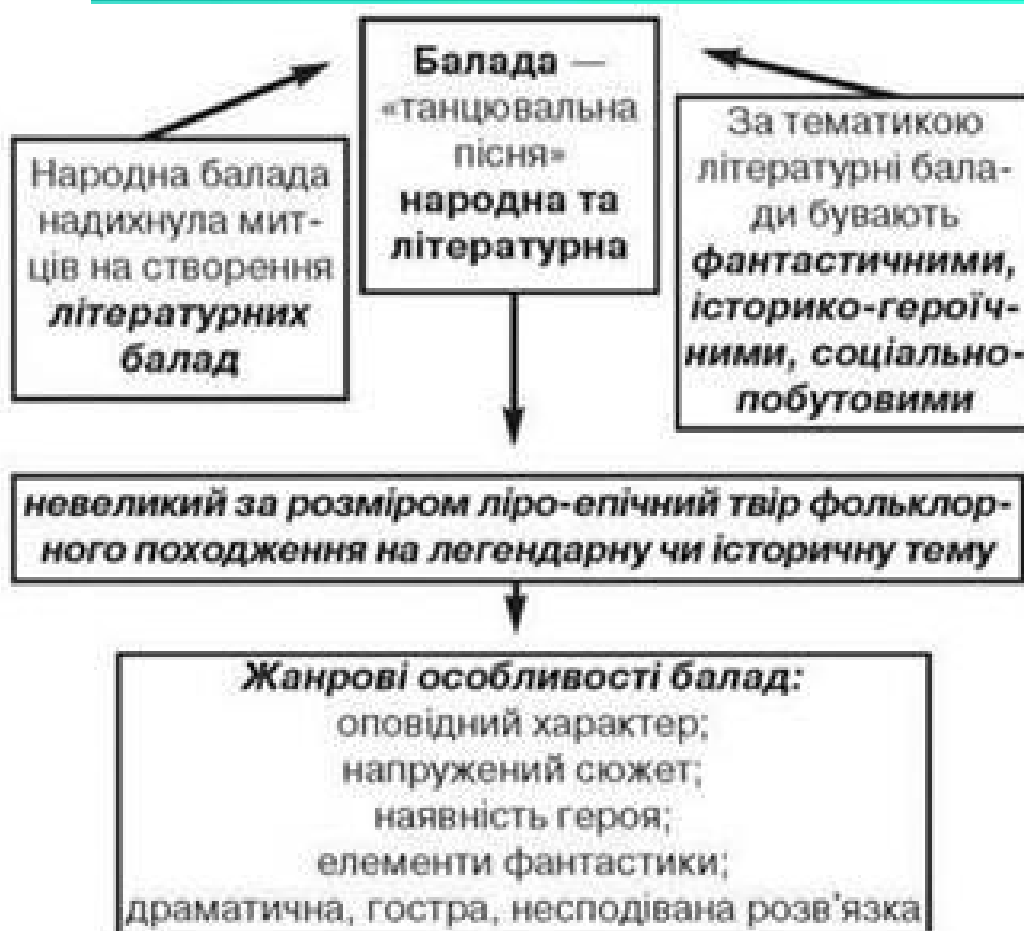 Балада —
«танцювальна
пісня»
народна та
літературна
Народна балада
надихнула мит-
ців на створення
літературних
балад
За тематикою
літературні бала-
ди бувають
фантастичними,
історико-героїч-
ними, соціально-
побутовими
невеликий за розміром ліро-епічний твір фольклор-
ного походження на легендарну чи історичну тему
Жанрові особливості балад:
оповідний характер;
напружений сюжет;
наявність героя;
елементи фантастики;
драматична, гостра, несподівана розв'язка